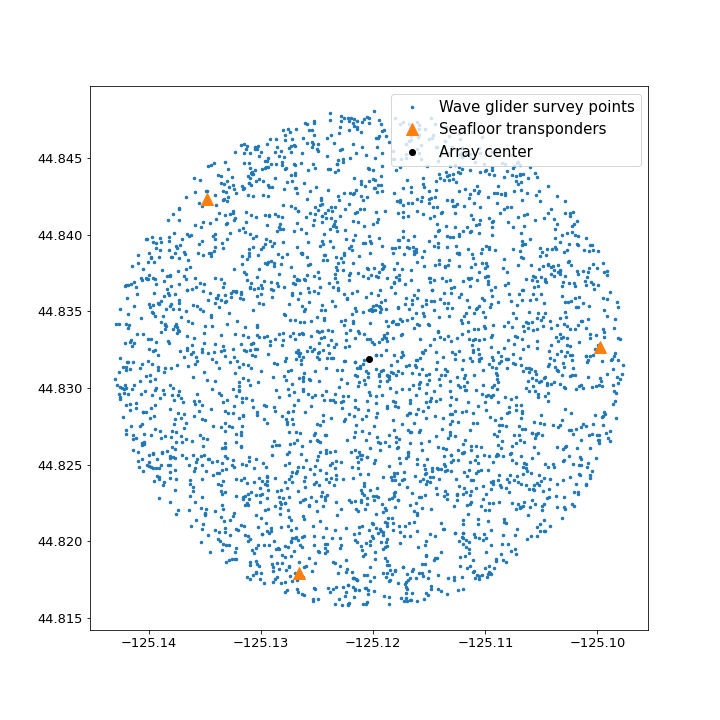 Wave glider survey points
Seafloor transponders
Array center
44.845
44.840
44.835
44.830
44.825
44.820
44.815
−125.14 −125.13 −125.12 −125.11 −125.10